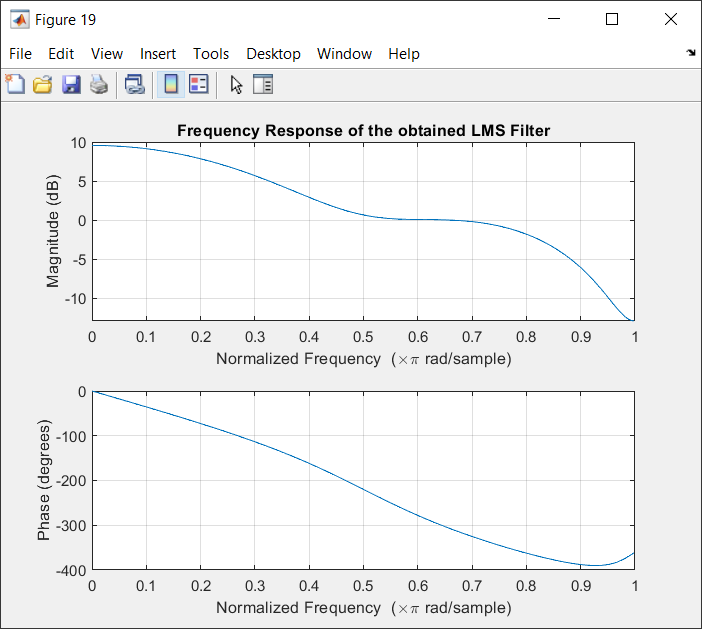 Figure 19
File Edit View Insert Tools Desktop Window Help
Frequency Response of the obtained LMS Filter
10
5
0
-5
-10
Magnitude (dB)
0 0.1 0.2 0.3 0.4 0.5 0.6 0.7 0.8 0.9 1
Normalized Frequency (×π rad/sample)
0
-100
-200
-300
-400
Phase (degrees)
0 0.1 0.2 0.3 0.4 0.5 0.6 0.7 0.8 0.9 1
Normalized Frequency (×π rad/sample)